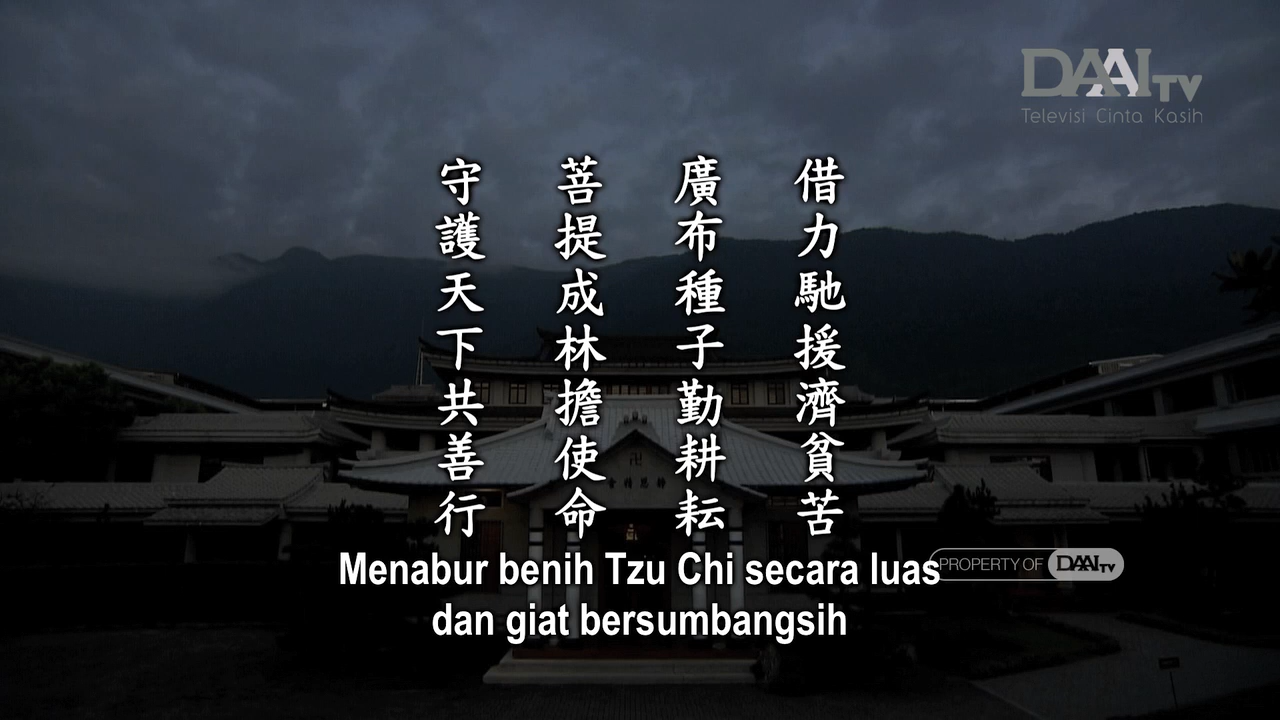 DAAI TV
Televisi Cinta Kasih
借力馳援濟貧苦
廣布種子勤耕耘
菩提成林擔使命
守護天下共善行
Menabur benih Tzu Chi secara luas
dan giat bersumbangsih
PROPERTY OF DAAI TV